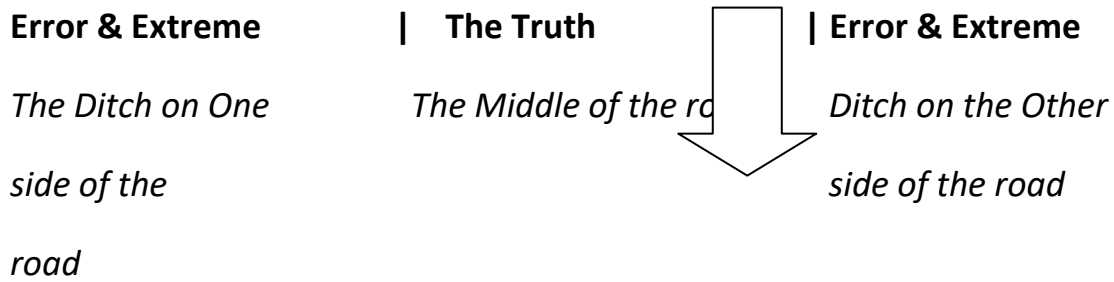 Error & Extreme | The Truth | Error & Extreme
The Ditch on One The Middle of the Ditch on the Other
side of the side of the road
road